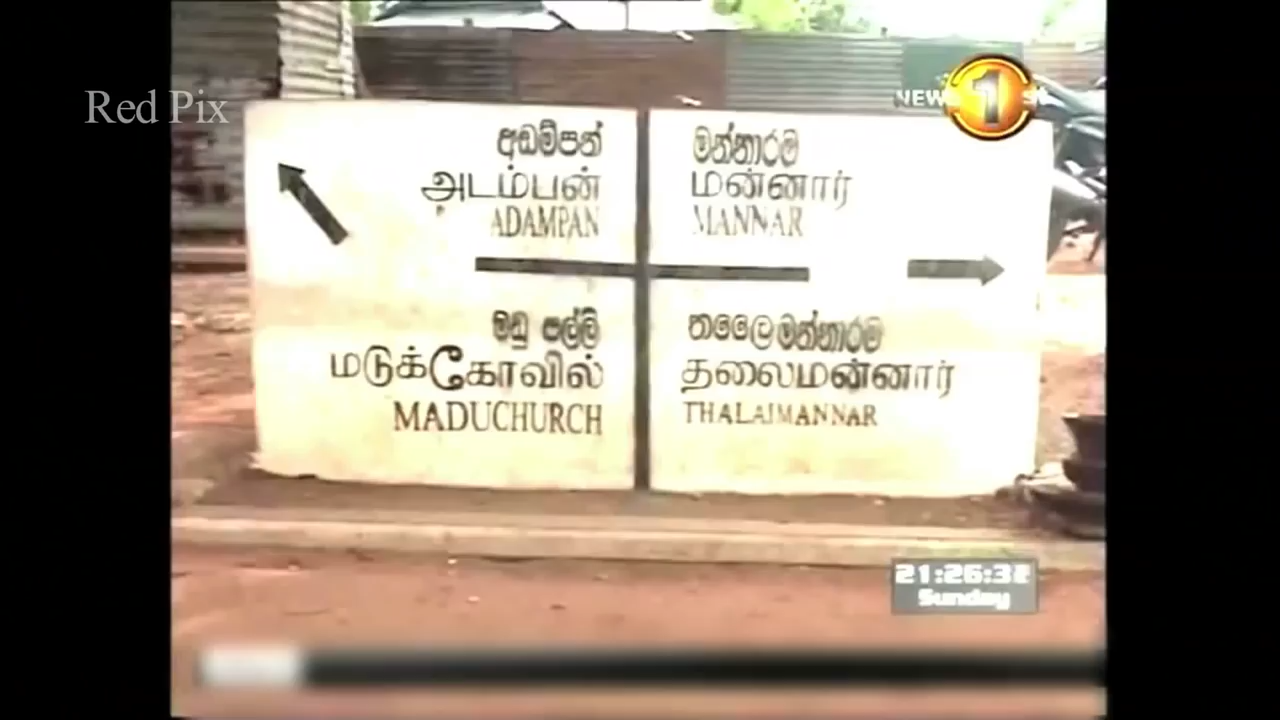 Red Pix
NEWS 1ST
අඩම්පන්
அடம்பன்
ADAMPAN
මන්නාරම
மன்னார்
MANNAR
මඩු පල්ලි
மடுக்கோவில்
MADUCHURCH
තලෛමන්නාරම
தலைமன்னார்
THALAIMANNAR
21:26:32
Sunday